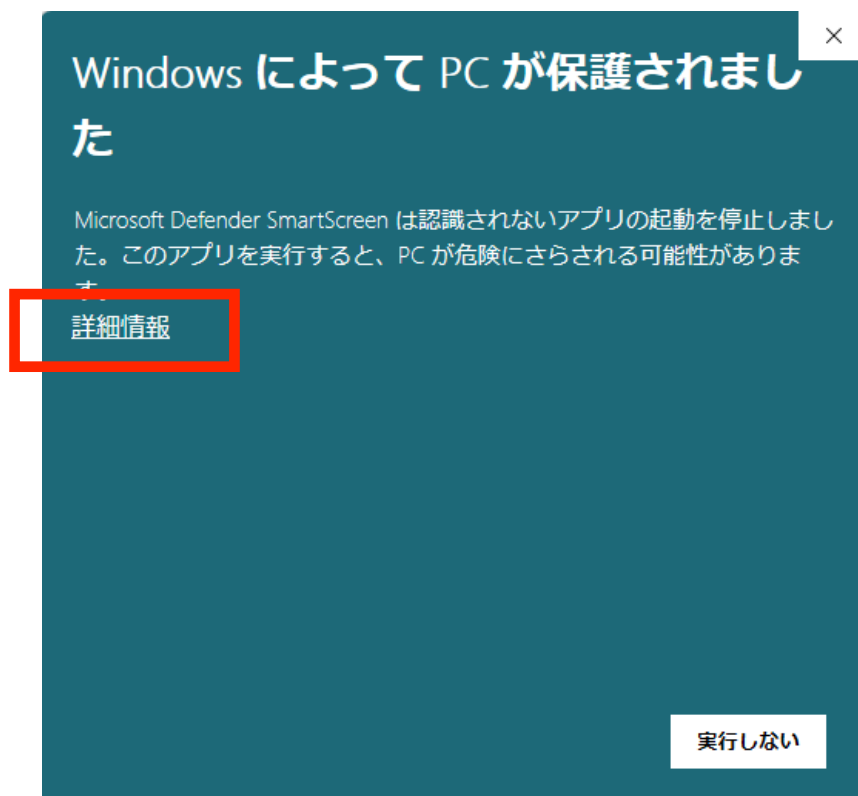 Windows によって PC が保護されまし
た
Microsoft Defender SmartScreen は認識されないアプリの起動を停止しまし
た。このアプリを実行すると、PC が危険にさらされる可能性がありま
す。
詳細情報
実行しない